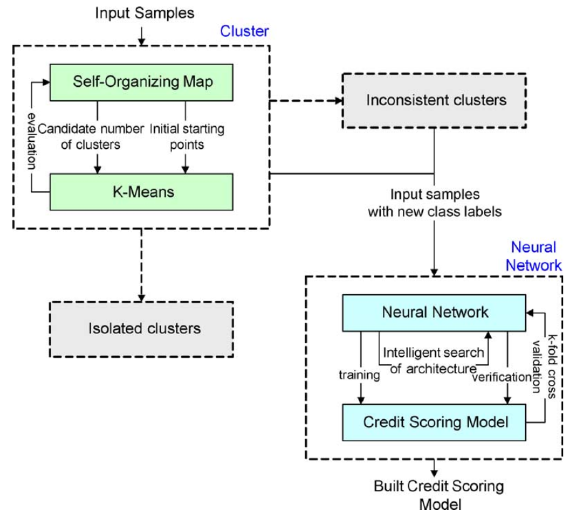 Input Samples
Cluster
Self-Organizing Map
evaluation
Candidate number
of clusters
Initial starting
points
K-Means
Inconsistent clusters
Input samples
with new class labels
Isolated clusters
Neural
Network
Neural Network
Intelligent search
of architecture
training
verification
k-fold cross
validation
Credit Scoring Model
Built Credit Scoring
Model